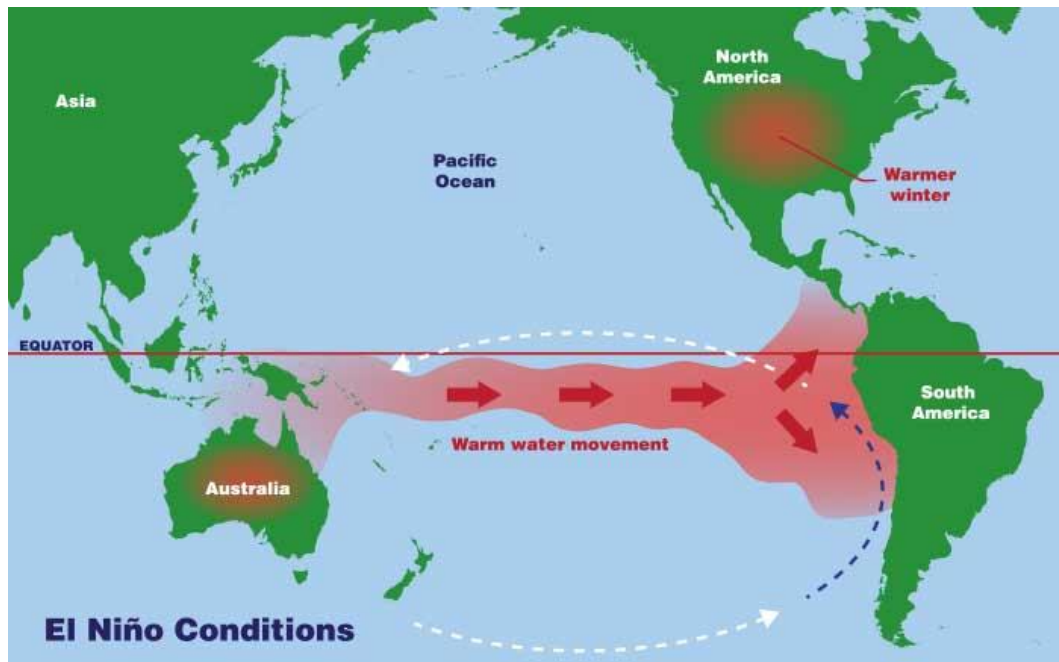 North
America
Asia
Pacific
Ocean
Warmer
winter
EQUATOR
South
America
Warm water movement
Australia
El Niño Conditions